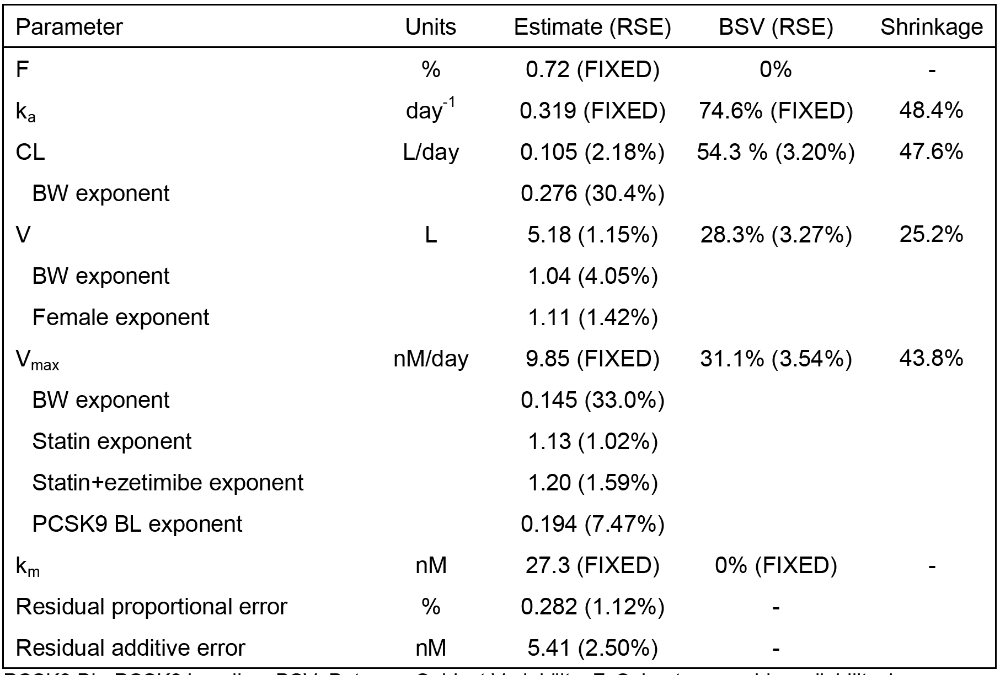 Parameter Units Estimate (RSE) BSV (RSE) Shrinkage
F % 0.72 (FIXED) 0% -
ka day-1 0.319 (FIXED) 74.6% (FIXED) 48.4%
CL L/day 0.105 (2.18%) 54.3 % (3.20%) 47.6%
BW exponent 0.276 (30.4%)
V L 5.18 (1.15%) 28.3% (3.27%) 25.2%
BW exponent 1.04 (4.05%)
Female exponent 1.11 (1.42%)
Vmax nM/day 9.85 (FIXED) 31.1% (3.54%) 43.8%
BW exponent 0.145 (33.0%)
Statin exponent 1.13 (1.02%)
Statin+ezetimibe exponent 1.20 (1.59%)
PCSK9 BL exponent 0.194 (7.47%)
km nM 27.3 (FIXED) 0% (FIXED) -
Residual proportional error % 0.282 (1.12%) -
Residual additive error nM 5.41 (2.50%) -